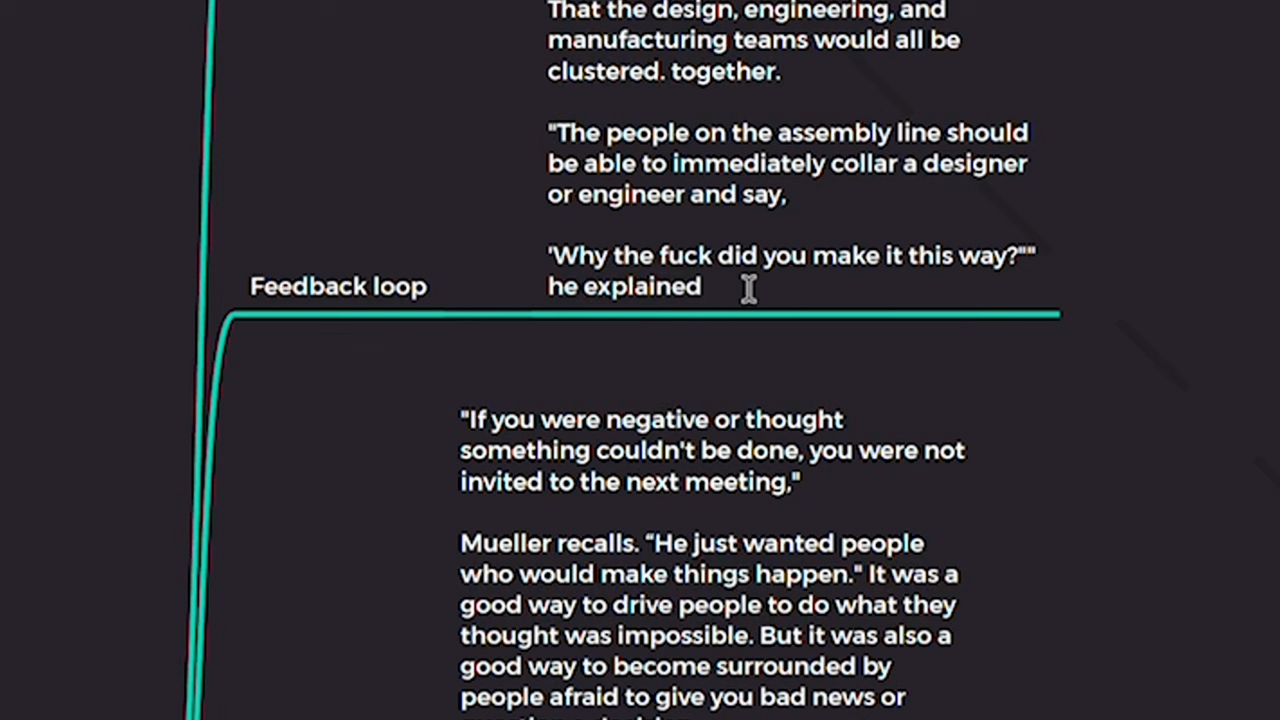 That the design, engineering, and
manufacturing teams would all be
clustered. together.
"The people on the assembly line should
be able to immediately collar a designer
or engineer and say,
'Why the fuck did you make it this way?""
he explained
Feedback loop
"If you were negative or thought
something couldn't be done, you were not
invited to the next meeting,"
Mueller recalls. “He just wanted people
who would make things happen." It was a
good way to drive people to do what they
thought was impossible. But it was also a
good way to become surrounded by
people afraid to give you bad news or